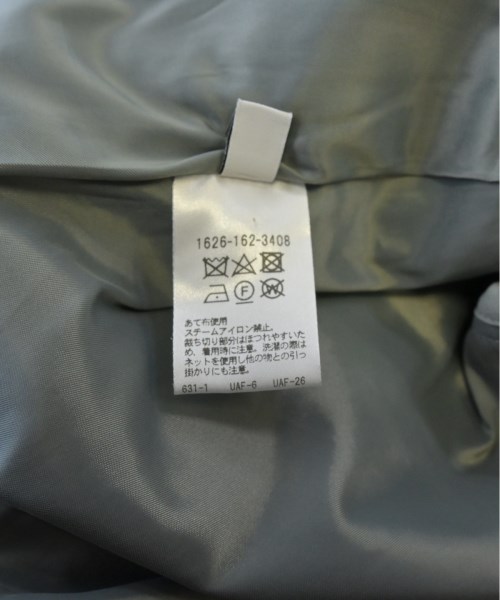 1626-162-3408
F W
あて布使用
スチームアイロン禁止。
裁ち切り部分はほつれやすいた
め、着用時に注意。洗濯の際は
ネットを使用し他の物との引っ
掛かりにも注意。
631-1 UAF-6 UAF-26